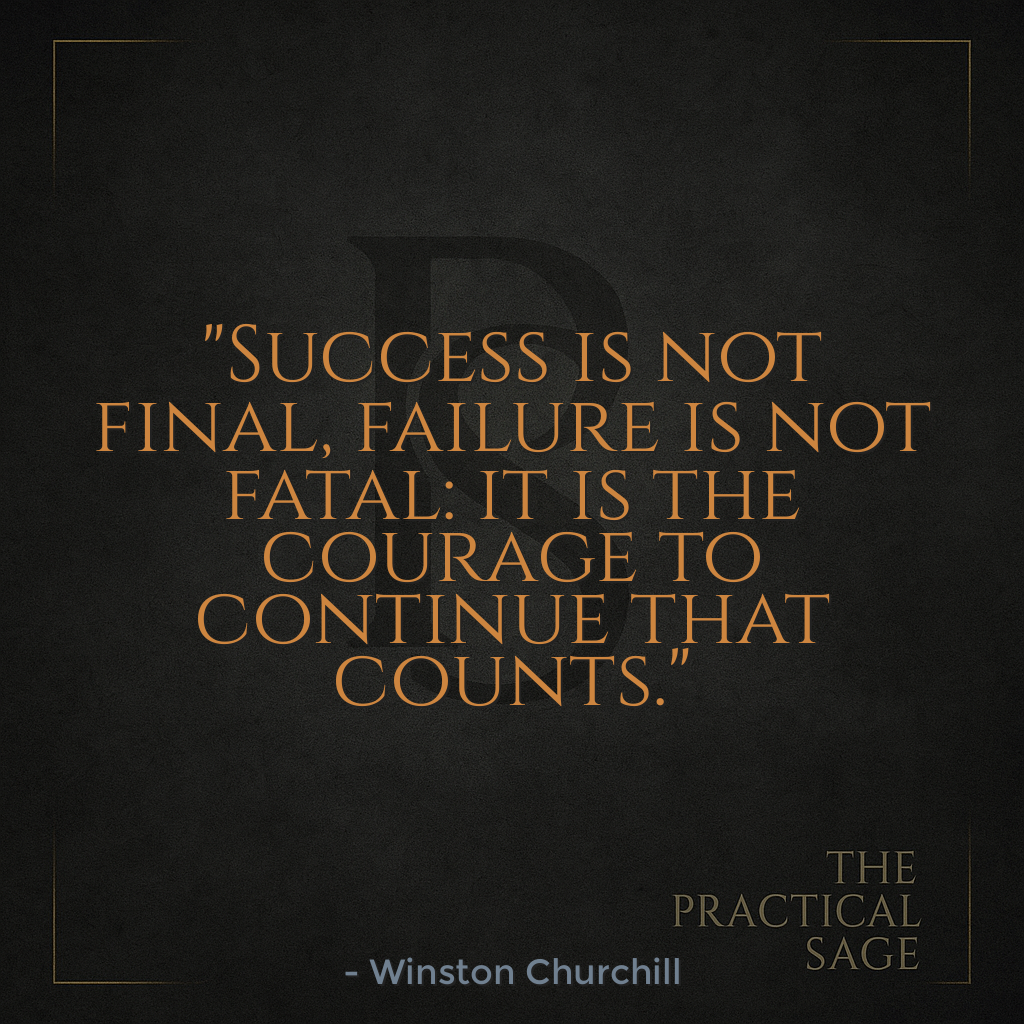 "Success is not
final, failure is not
fatal: it is the
courage to
continue that
counts."
THE
PRACTICAL
SAGE
- Winston Churchill